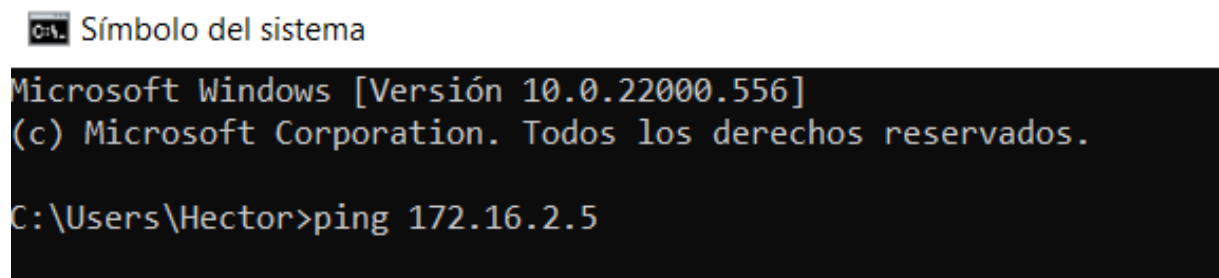 Símbolo del sistema
Microsoft Windows [Versión 10.0.22000.556]
(c) Microsoft Corporation. Todos los derechos reservados.
C:\Users\Hector>ping 172.16.2.5